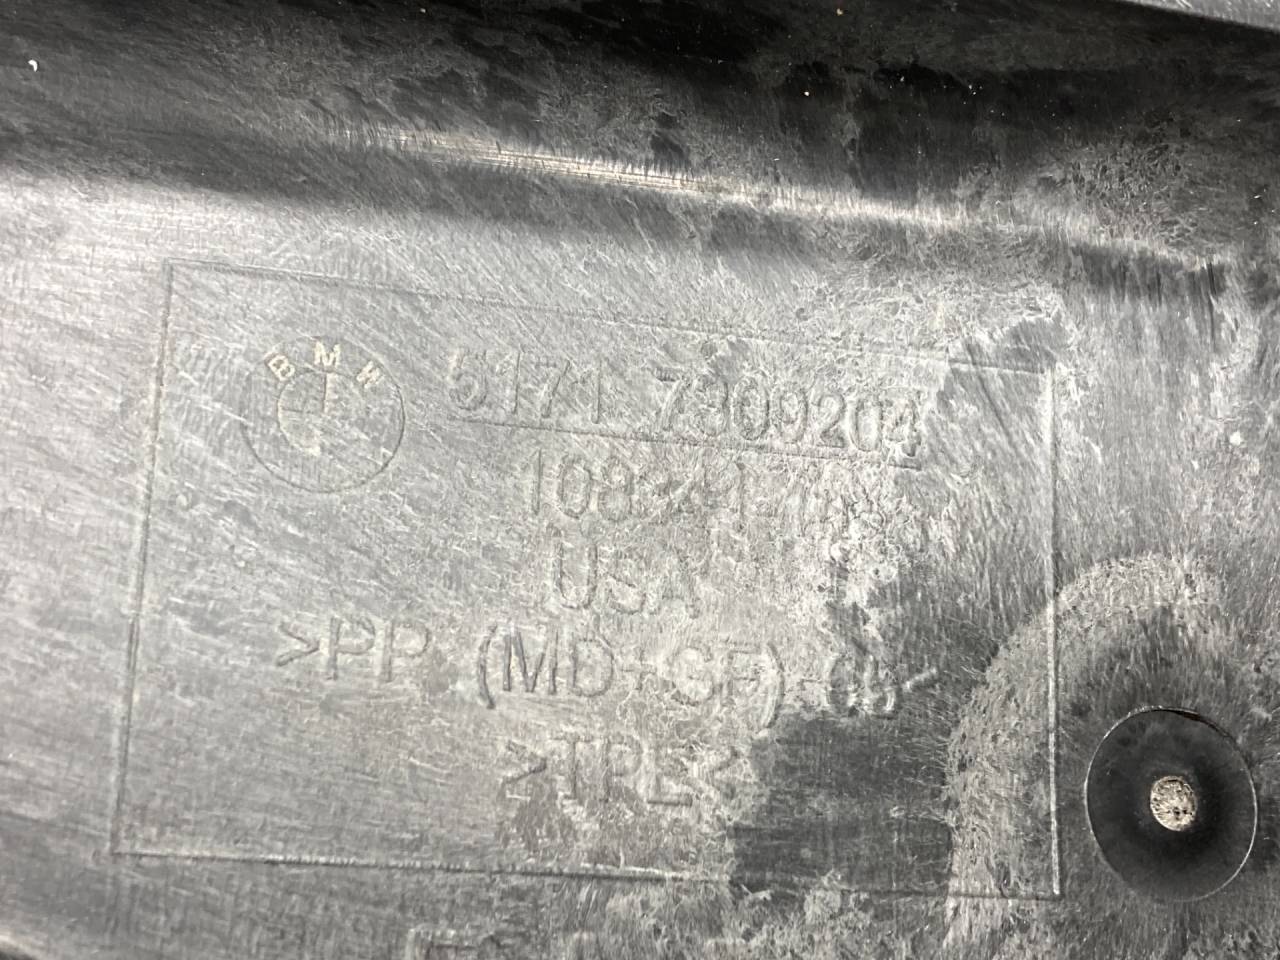 BMW
5171 7309204
USA
>PP (MD+GF)
>TPE<